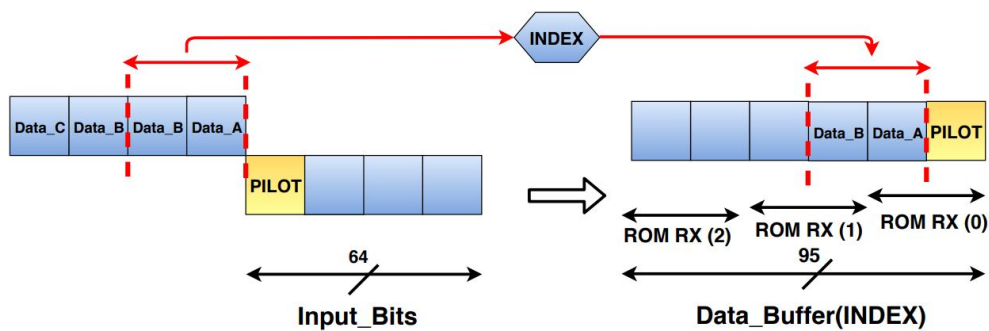 INDEX
Data_C Data_B Data_B Data_A
Data_B Data_A PILOT
PILOT
ROM RX (2) ROM RX (1) ROM RX (0)
64 95
Input_Bits Data_Buffer(INDEX)